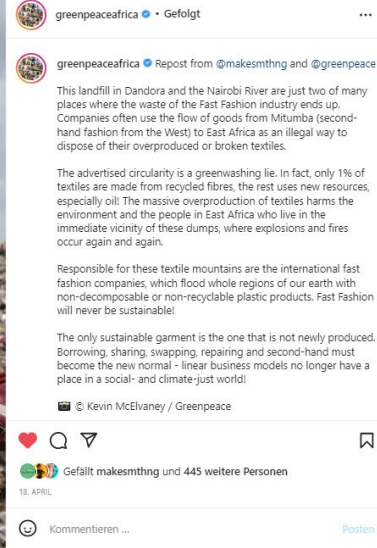 greenpeaceafrica • Gefolgt
greenpeaceafrica Repost from @makesmthng and @greenpeace
This landfill in Dandora and the Nairobi River are just two of many
places where the waste of the Fast Fashion industry ends up.
Companies often use the flow of goods from Mitumba (second-
hand fashion from the West) to East Africa as an illegal way to
dispose of their overproduced or broken textiles.
The advertised circularity is a greenwashing lie. In fact, only 1% of
textiles are made from recycled fibres, the rest uses new resources,
especially oil! The massive overproduction of textiles harms the
environment and the people in East Africa who live in the
immediate vicinity of these dumps, where explosions and fires
occur again and again.
Responsible for these textile mountains are the international fast
fashion companies, which flood whole regions of our earth with
non-decomposable or non-recyclable plastic products. Fast Fashion
will never be sustainable!
The only sustainable garment is the one that is not newly produced.
Borrowing, sharing, swapping, repairing and second-hand must
become the new normal - linear business models no longer have a
place in a social- and climate-just world!
📷 © Kevin McElvaney / Greenpeace
Gefällt makesmthng und 445 weitere Personen
18. APRIL
Kommentieren ...
Posten